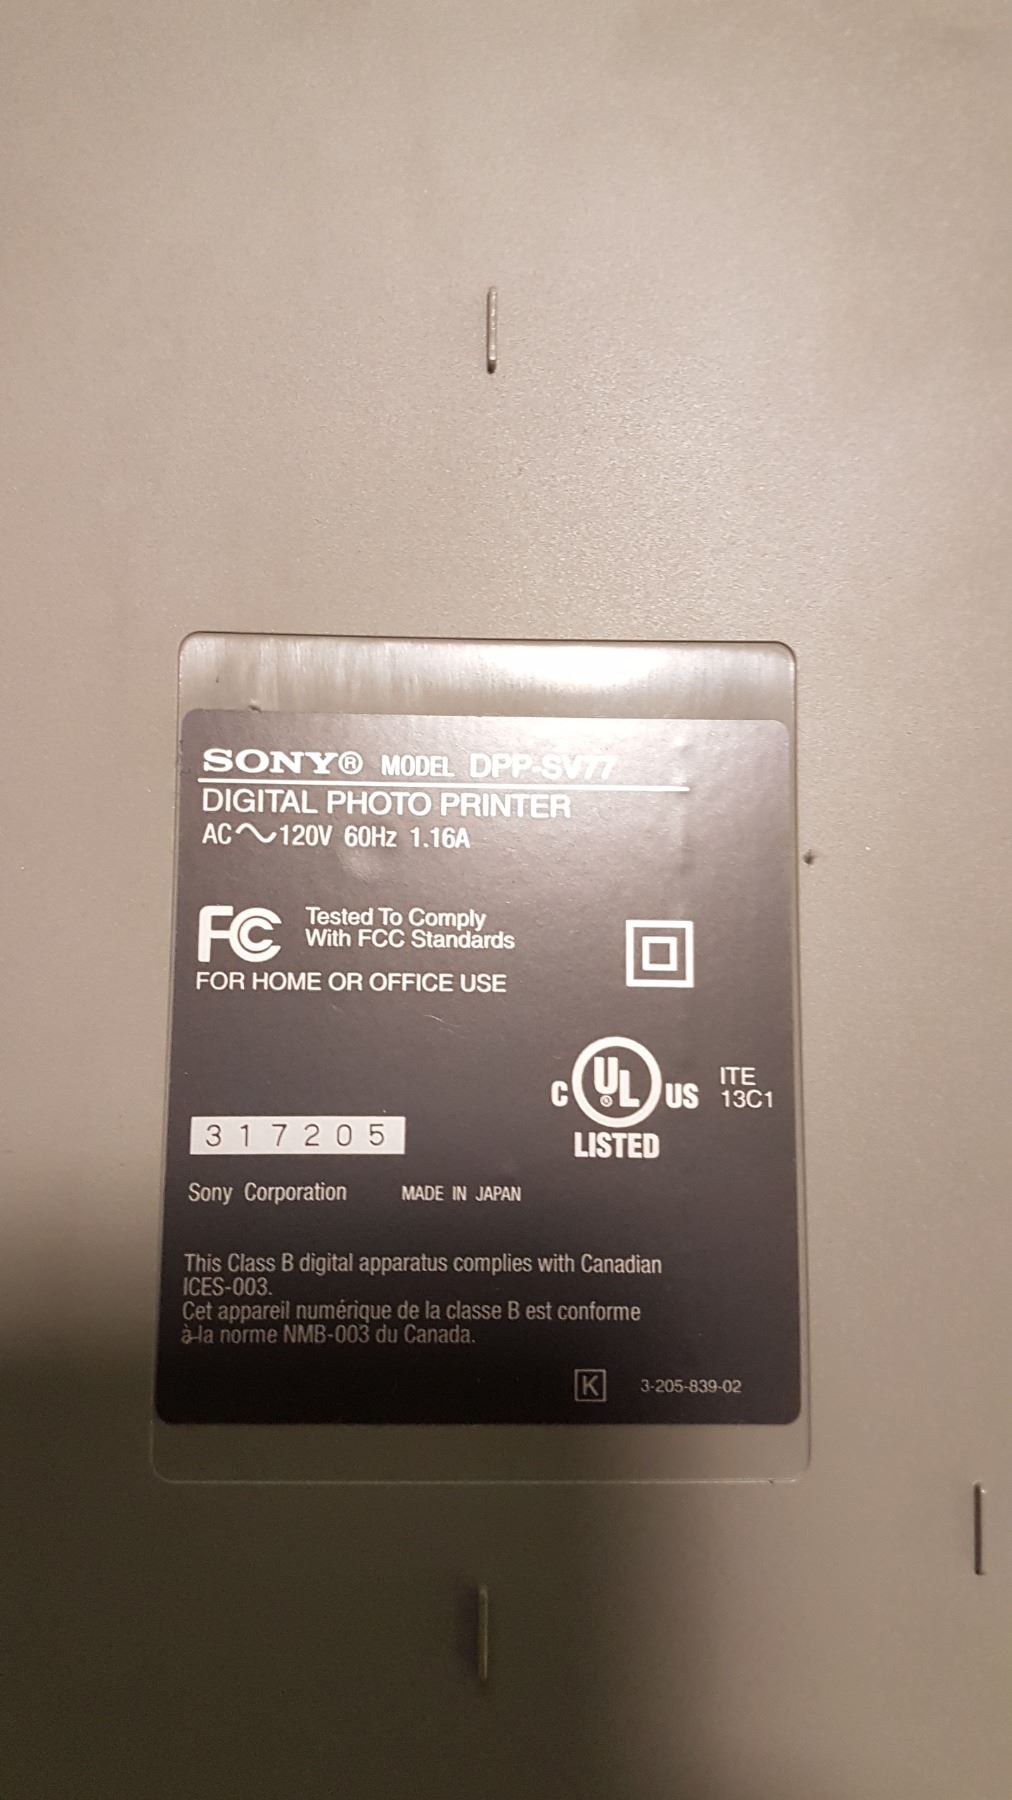 SONY® MODEL DPP-SV77
DIGITAL PHOTO PRINTER
AC~120V 60Hz 1.16A
FC Tested To Comply
With FCC Standards
FOR HOME OR OFFICE USE
C UL® US ITE
13C1
LISTED
317205
Sony Corporation MADE IN JAPAN
This Class B digital apparatus complies with Canadian
ICES-003.
Cet appareil numérique de la classe B est conforme
à la norme NMB-003 du Canada.
K 3-205-839-02